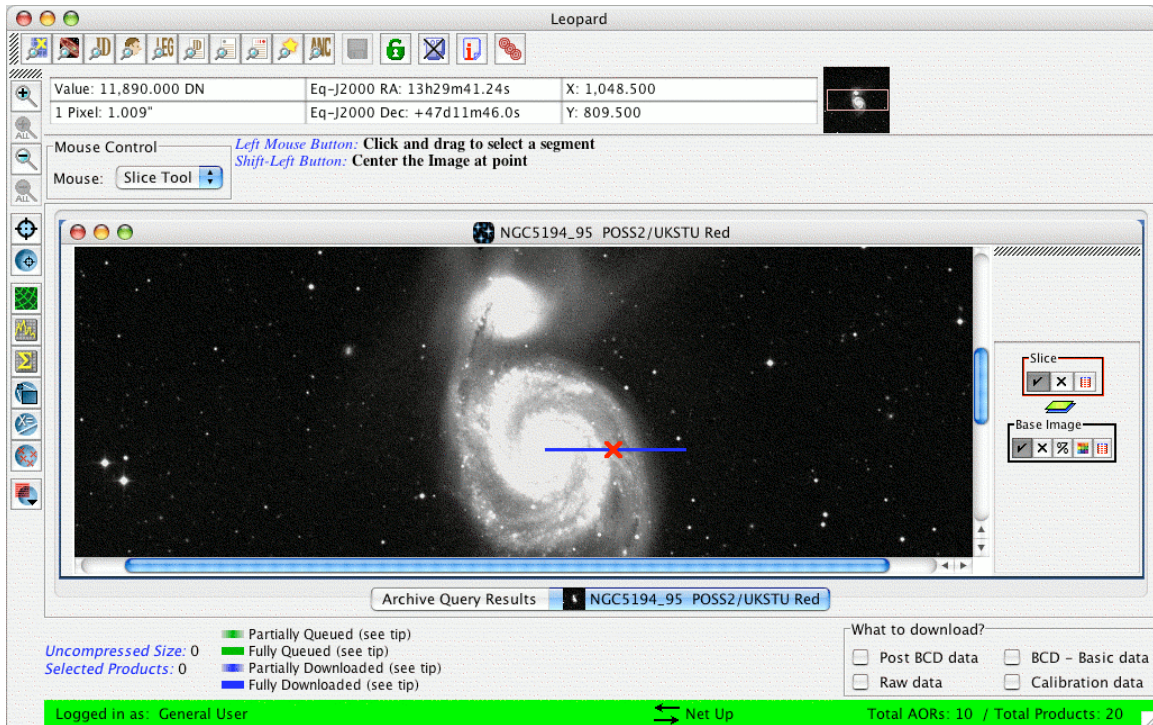 Leopard
JD LEG ANC
Value: 11,890.000 DN Eq-J2000 RA: 13h29m41.24s X: 1,048.500
1 Pixel: 1.009" Eq-J2000 Dec: +47d11m46.0s Y: 809.500
Mouse Control
Mouse: Slice Tool
Left Mouse Button: Click and drag to select a segment
Shift-Left Button: Center the Image at point
ALL
ALL
NGC5194_95 POSS2/UKSTU Red
Slice
Base Image
Archive Query Results NGC5194_95 POSS2/UKSTU Red
Uncompressed Size: 0
Selected Products: 0
Partially Queued (see tip)
Fully Queued (see tip)
Partially Downloaded (see tip)
Fully Downloaded (see tip)
What to download?
Post BCD data BCD - Basic data
Raw data Calibration data
Logged in as: General User Net Up Total AORs: 10 / Total Products: 20